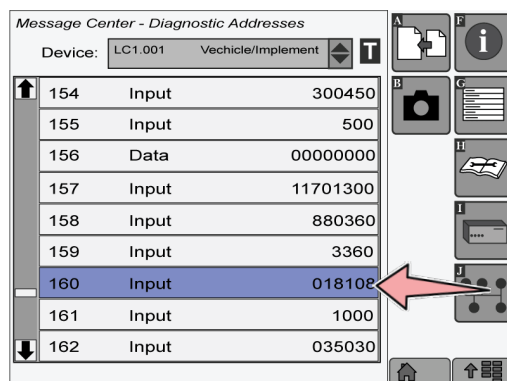 Message Center - Diagnostic Addresses
Device: LC1.001 Vechicle/Implement T
154 Input 300450
155 Input 500
156 Data 00000000
157 Input 11701300
158 Input 880360
159 Input 3360
160 Input 018108
161 Input 1000
162 Input 035030
A
F
i
B
G
H
I
J